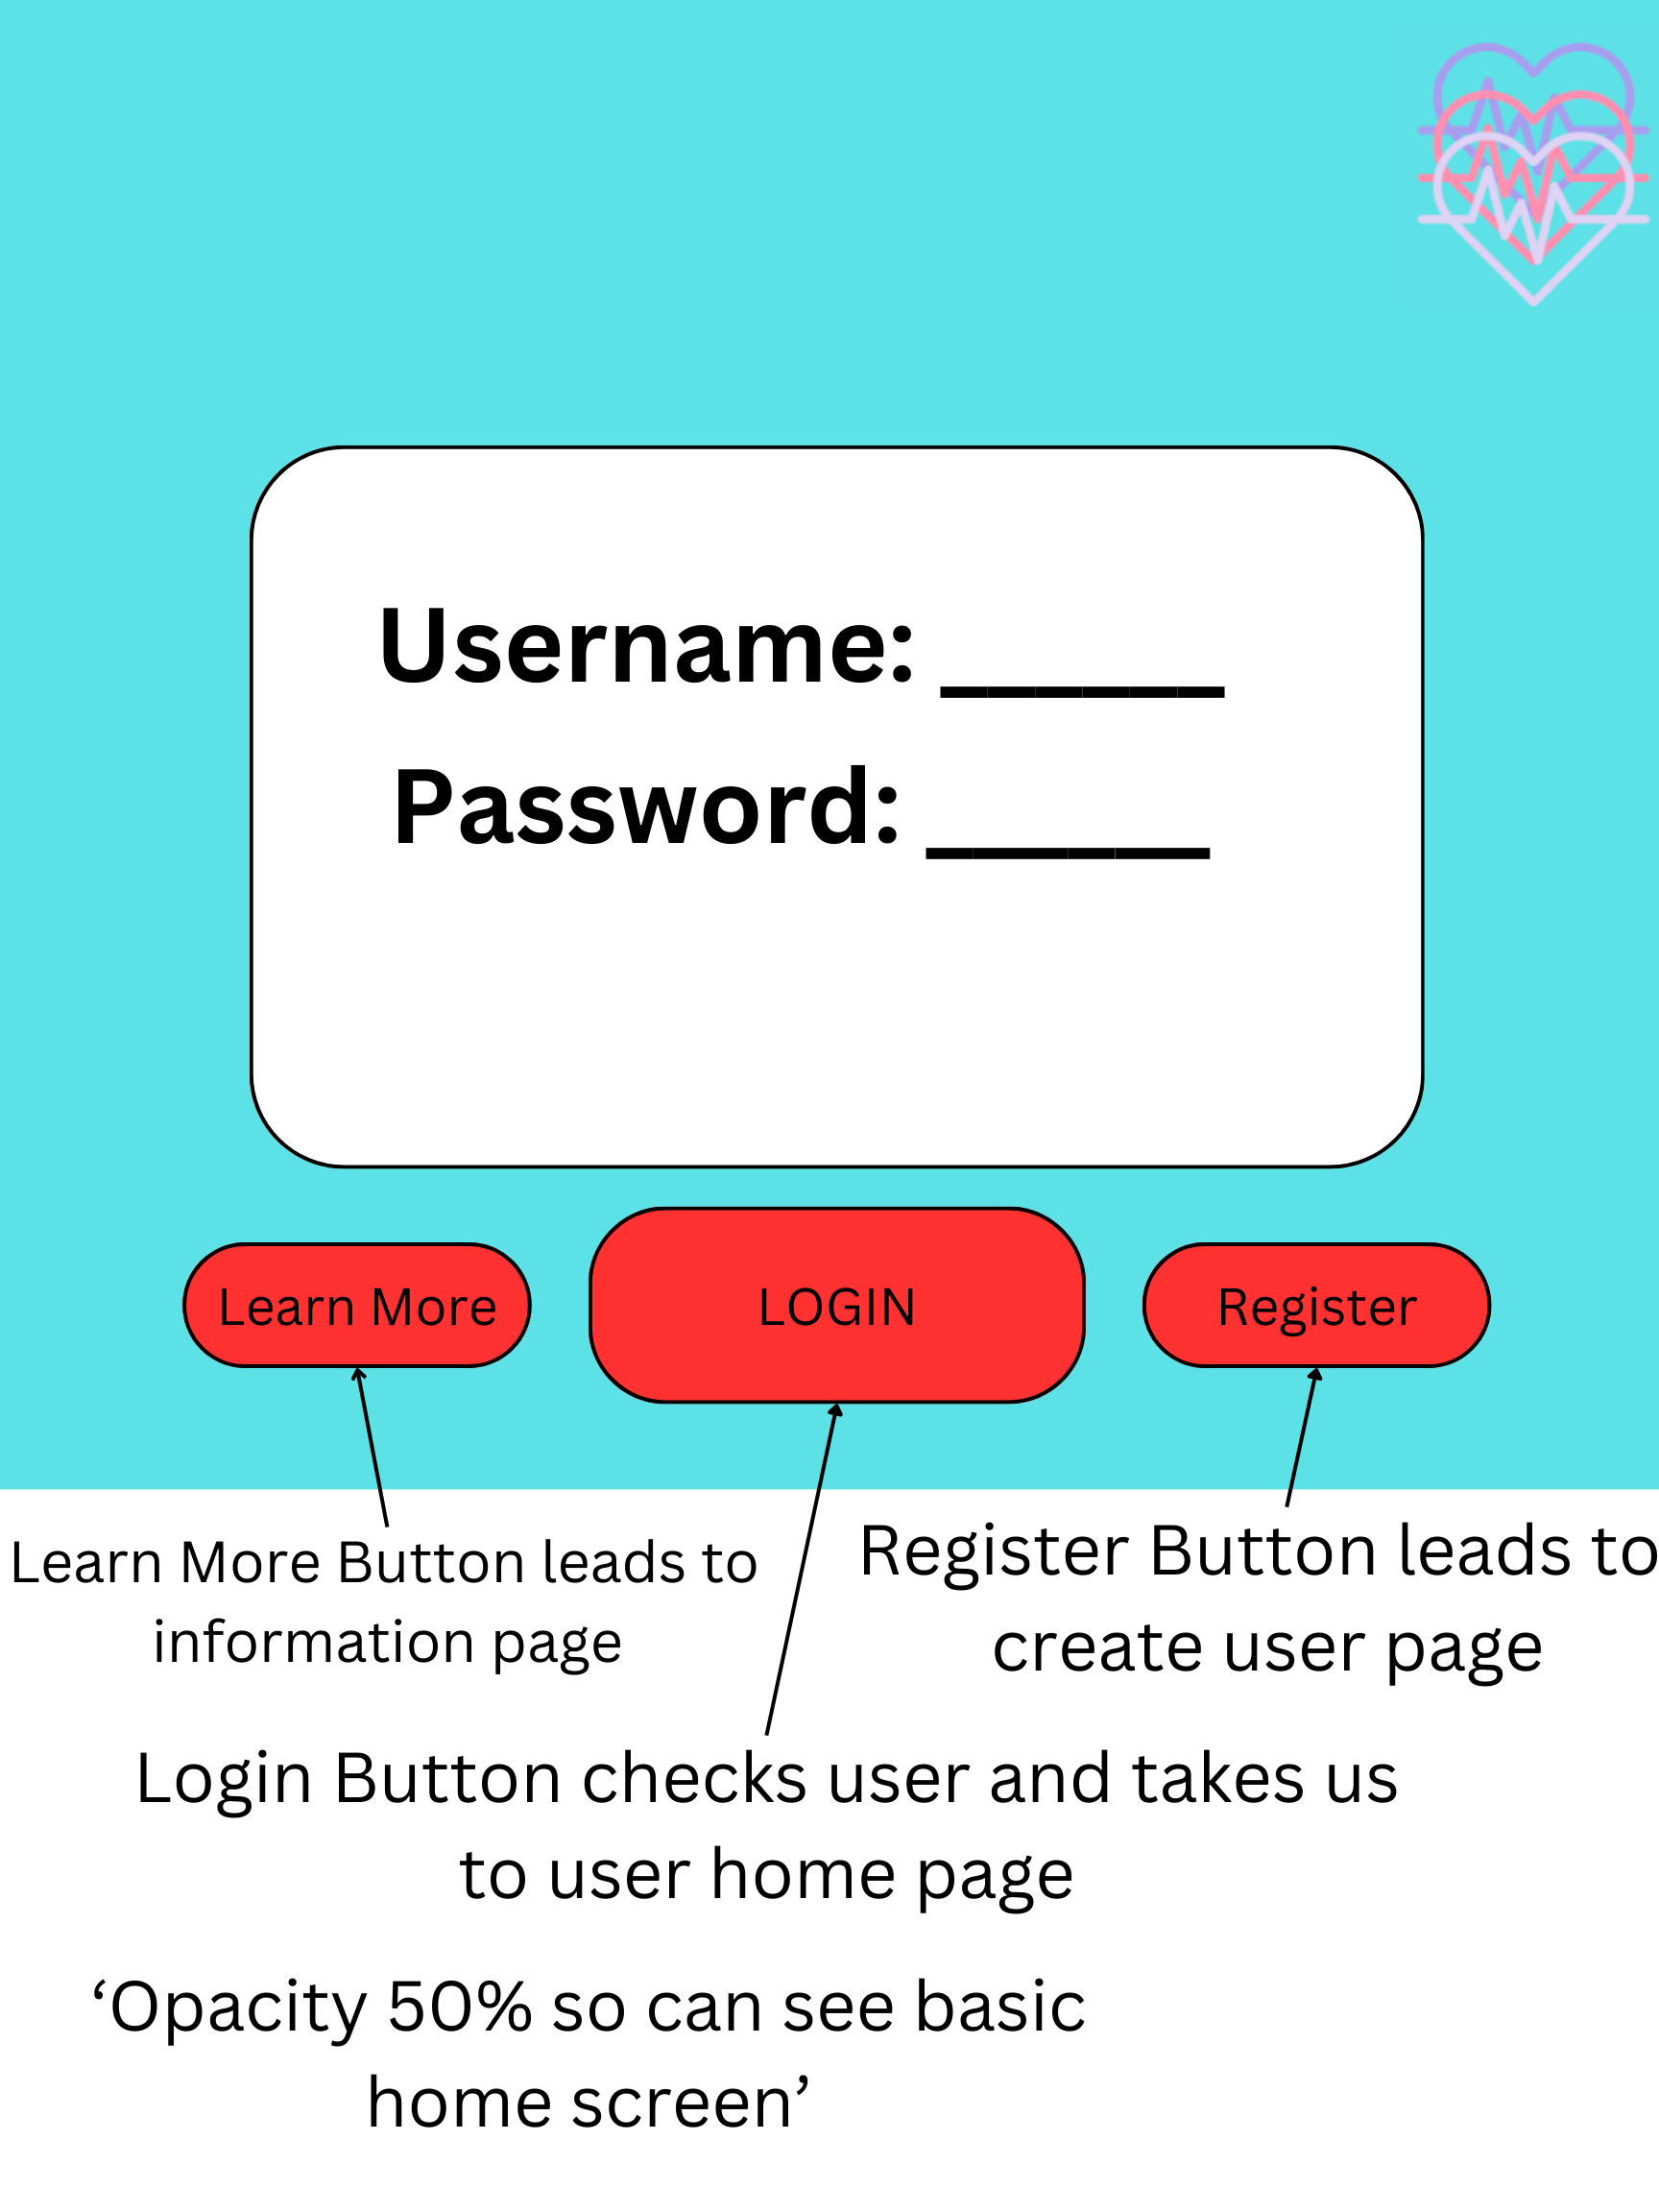 Username: ______
Password: ______
Learn More
LOGIN
Register
Learn More Button leads to
information page
Register Button leads to
create user page
Login Button checks user and takes us
to user home page
‘Opacity 50% so can see basic
home screen’